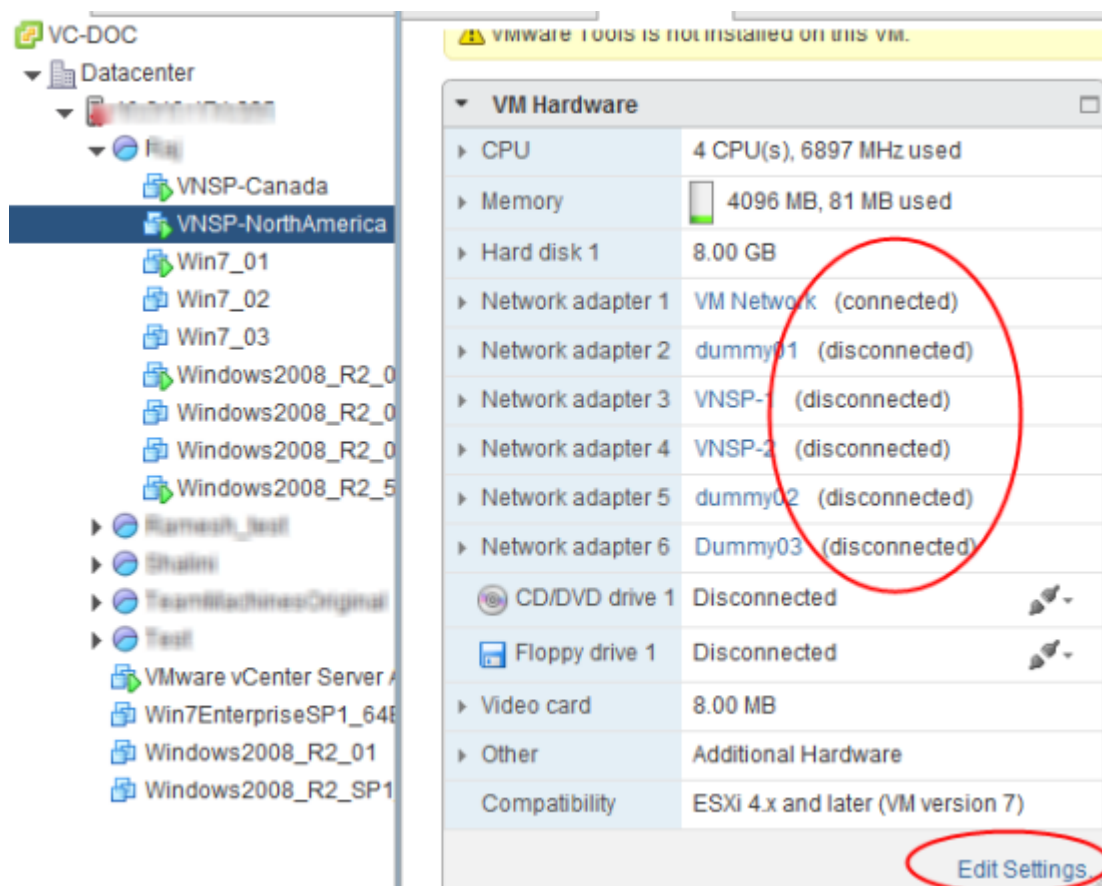 VC-DOC
Datacenter
VNSP-Canada
VNSP-NorthAmerica
Win7_01
Win7_02
Win7_03
Windows2008_R2_0
Windows2008_R2_0
Windows2008_R2_0
Windows2008_R2_5
VMware vCenter Server
Win7EnterpriseSP1_64
Windows2008_R2_01
Windows2008_R2_SP1
VMware Tools is not installed on this VM.
VM Hardware
CPU 4 CPU(s), 6897 MHz used
Memory 4096 MB, 81 MB used
Hard disk 1 8.00 GB
Network adapter 1 VM Network (connected)
Network adapter 2 dummy01 (disconnected)
Network adapter 3 VNSP-1 (disconnected)
Network adapter 4 VNSP-2 (disconnected)
Network adapter 5 dummy02 (disconnected)
Network adapter 6 Dummy03 (disconnected)
CD/DVD drive 1 Disconnected
Floppy drive 1 Disconnected
Video card 8.00 MB
Other Additional Hardware
Compatibility ESXi 4.x and later (VM version 7)
Edit Settings.